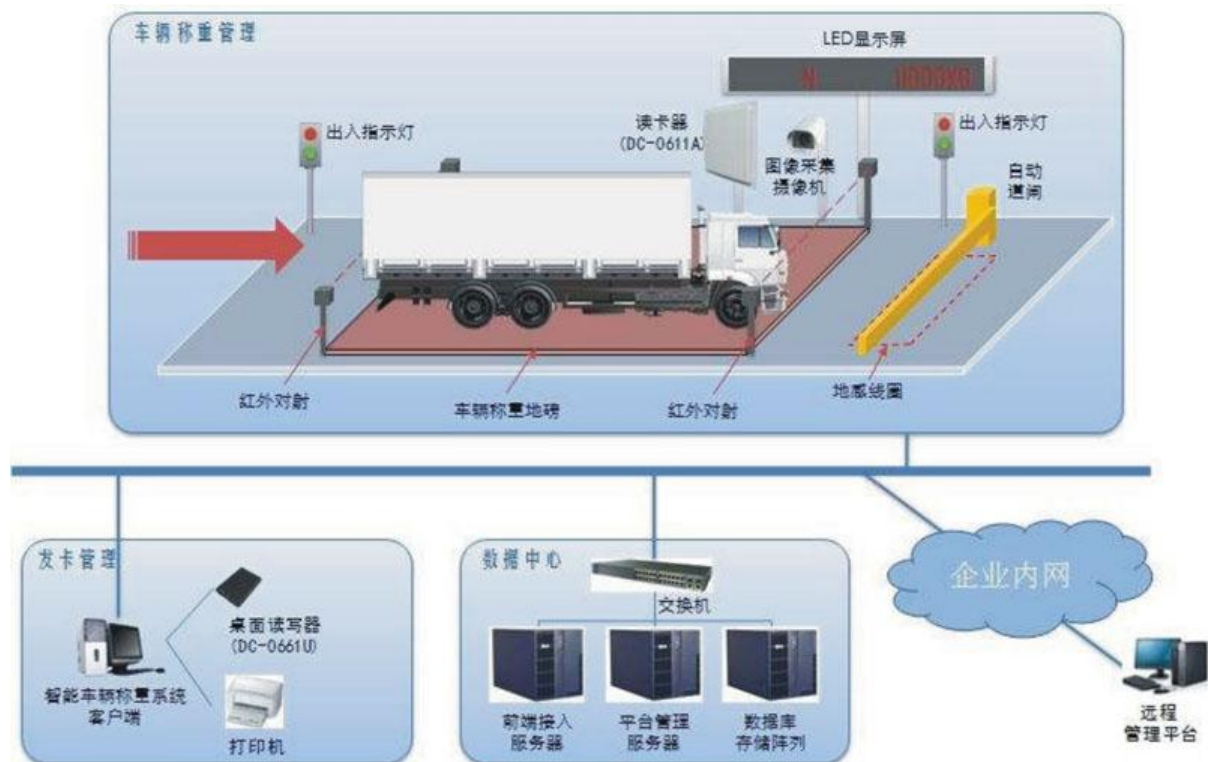 车辆称重管理
LED显示屏
出入指示灯
读卡器
(DC-0611A)
图像采集
摄像机
出入指示灯
自动
道闸
红外对射
车辆称重地磅
红外对射
地感线圈
发卡管理
桌面读写器
(DC-0661U)
智能车辆称重系统
客户端
打印机
数据中心
交换机
前端接入
服务器
平台管理
服务器
数据库
存储阵列
企业内网
远程
管理平台